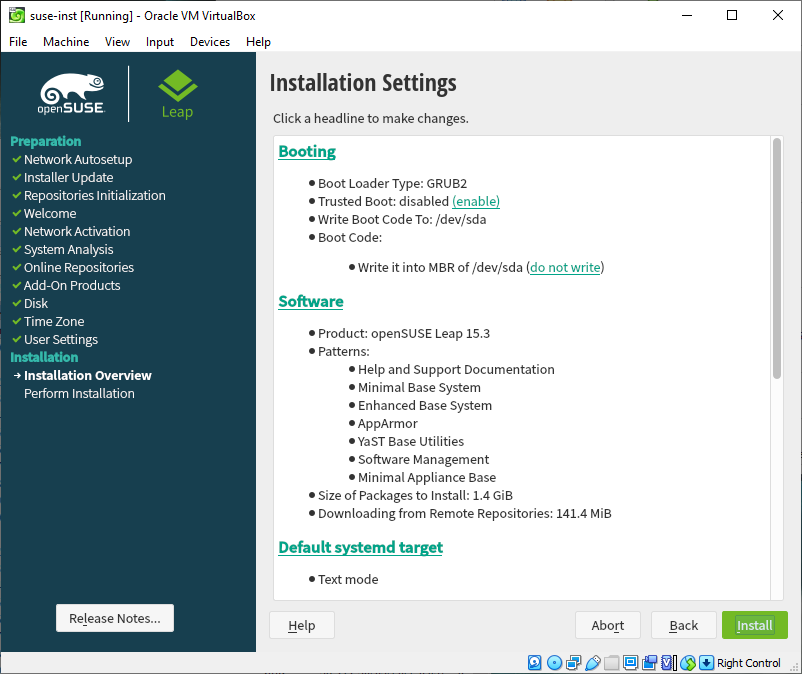 suse-inst [Running] - Oracle VM VirtualBox
File Machine View Input Devices Help
openSUSE
Leap
Preparation
Network Autosetup
Installer Update
Repositories Initialization
Welcome
Network Activation
System Analysis
Online Repositories
Add-On Products
Disk
Time Zone
User Settings
Installation
Installation Overview
Perform Installation
Release Notes...
Installation Settings
Click a headline to make changes.
Booting
Boot Loader Type: GRUB2
Trusted Boot: disabled (enable)
Write Boot Code To: /dev/sda
Boot Code:
Write it into MBR of /dev/sda (do not write)
Software
Product: openSUSE Leap 15.3
Patterns:
Help and Support Documentation
Minimal Base System
Enhanced Base System
AppArmor
YaST Base Utilities
Software Management
Minimal Appliance Base
Size of Packages to Install: 1.4 GiB
Downloading from Remote Repositories: 141.4 MiB
Default systemd target
Text mode
Help Abort Back Install
Right Control